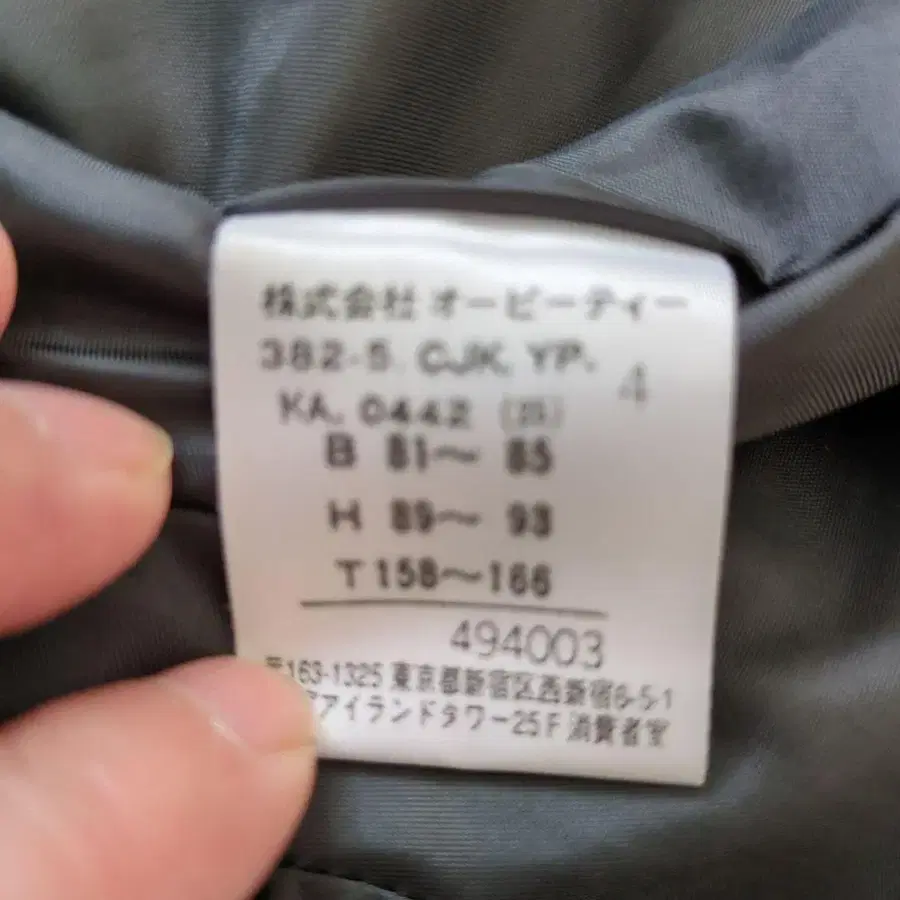 株式会社 オーピーティー
382-5. CJK. YP.
4
KA. 0442
B 81〜 85
H 89〜 93
T 158〜166
494003
〒163-1325 東京都新宿区西新宿6-5-1
アイランドタワー25F 消費者室